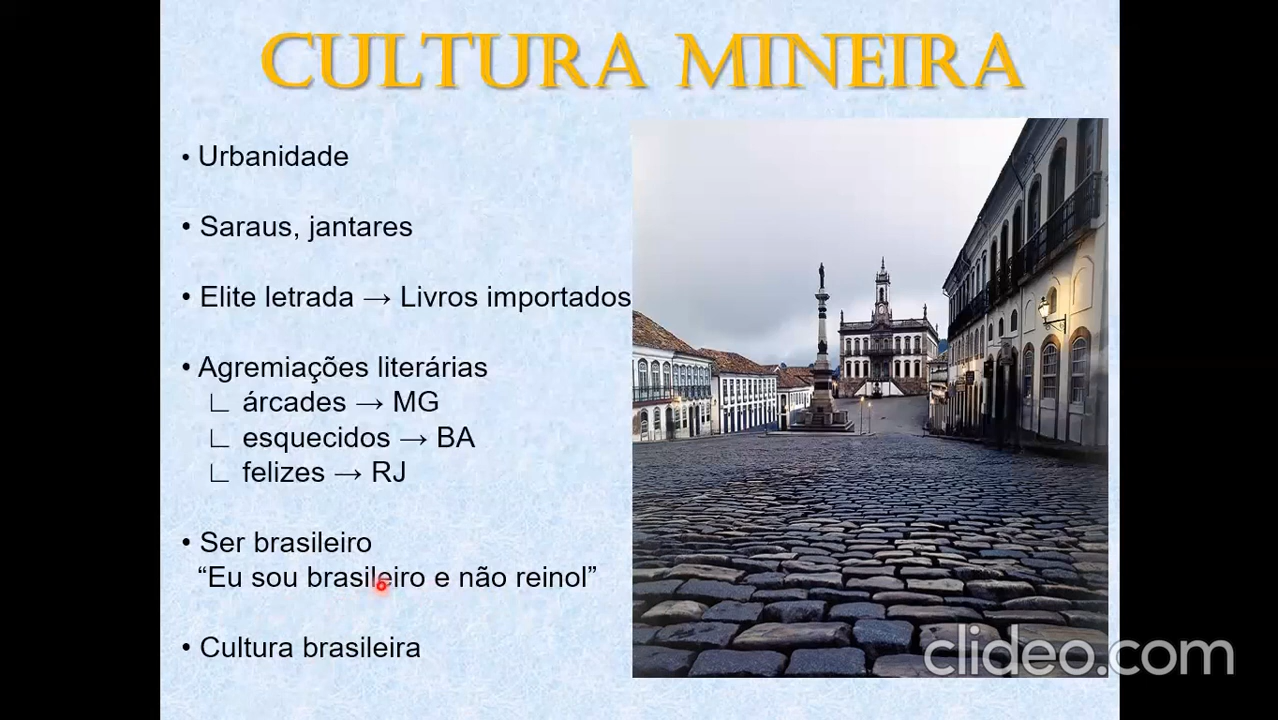 CULTURA MINEIRA
• Urbanidade
• Saraus, jantares
• Elite letrada → Livros importados
• Agremiações literárias
∟ árcades → MG
∟ esquecidos → BA
∟ felizes → RJ
• Ser brasileiro
“Eu sou brasileiro e não reinol”
• Cultura brasileira
clideo.com